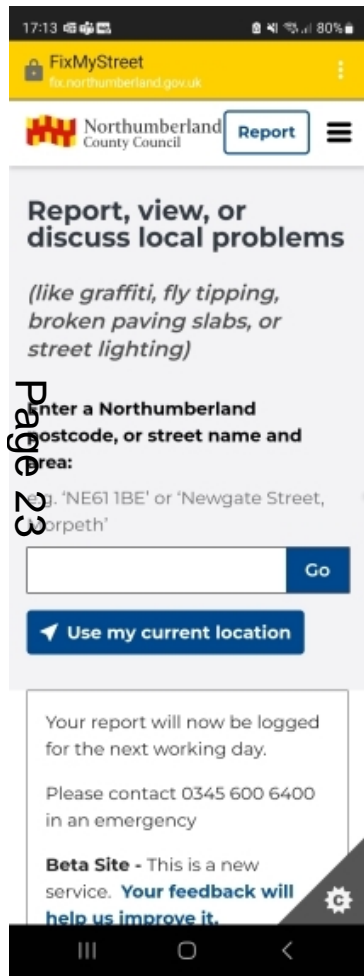 17:13
80%
FixMyStreet
fix.northumberland.gov.uk
Northumberland
County Council
Report
Report, view, or
discuss local problems
(like graffiti, fly tipping,
broken paving slabs, or
street lighting)
Page 23
Enter a Northumberland
postcode, or street name and
area:
e.g. ‘NE61 1BE’ or ‘Newgate Street,
Morpeth’
Go
Use my current location
Your report will now be logged
for the next working day.
Please contact 0345 600 6400
in an emergency
Beta Site - This is a new
service. Your feedback will
help us improve it.